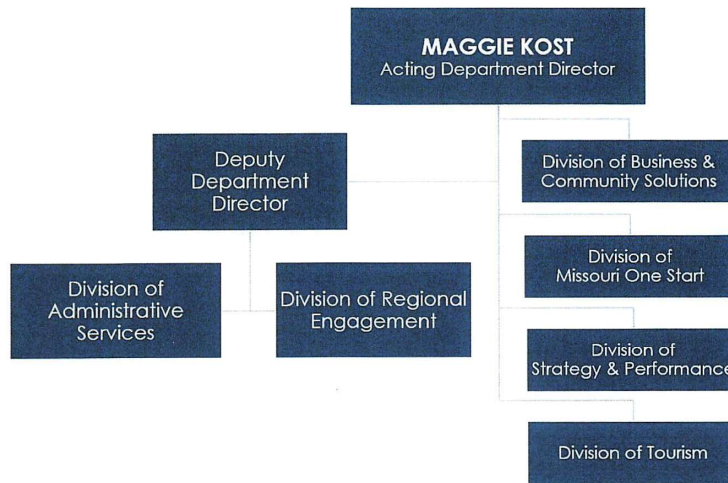 MAGGIE KOST
Acting Department Director
Deputy
Department
Director
Division of Business &
Community Solutions
Division of
Missouri One Start
Division of
Administrative
Services
Division of Regional
Engagement
Division of
Strategy & Performance
Division of Tourism